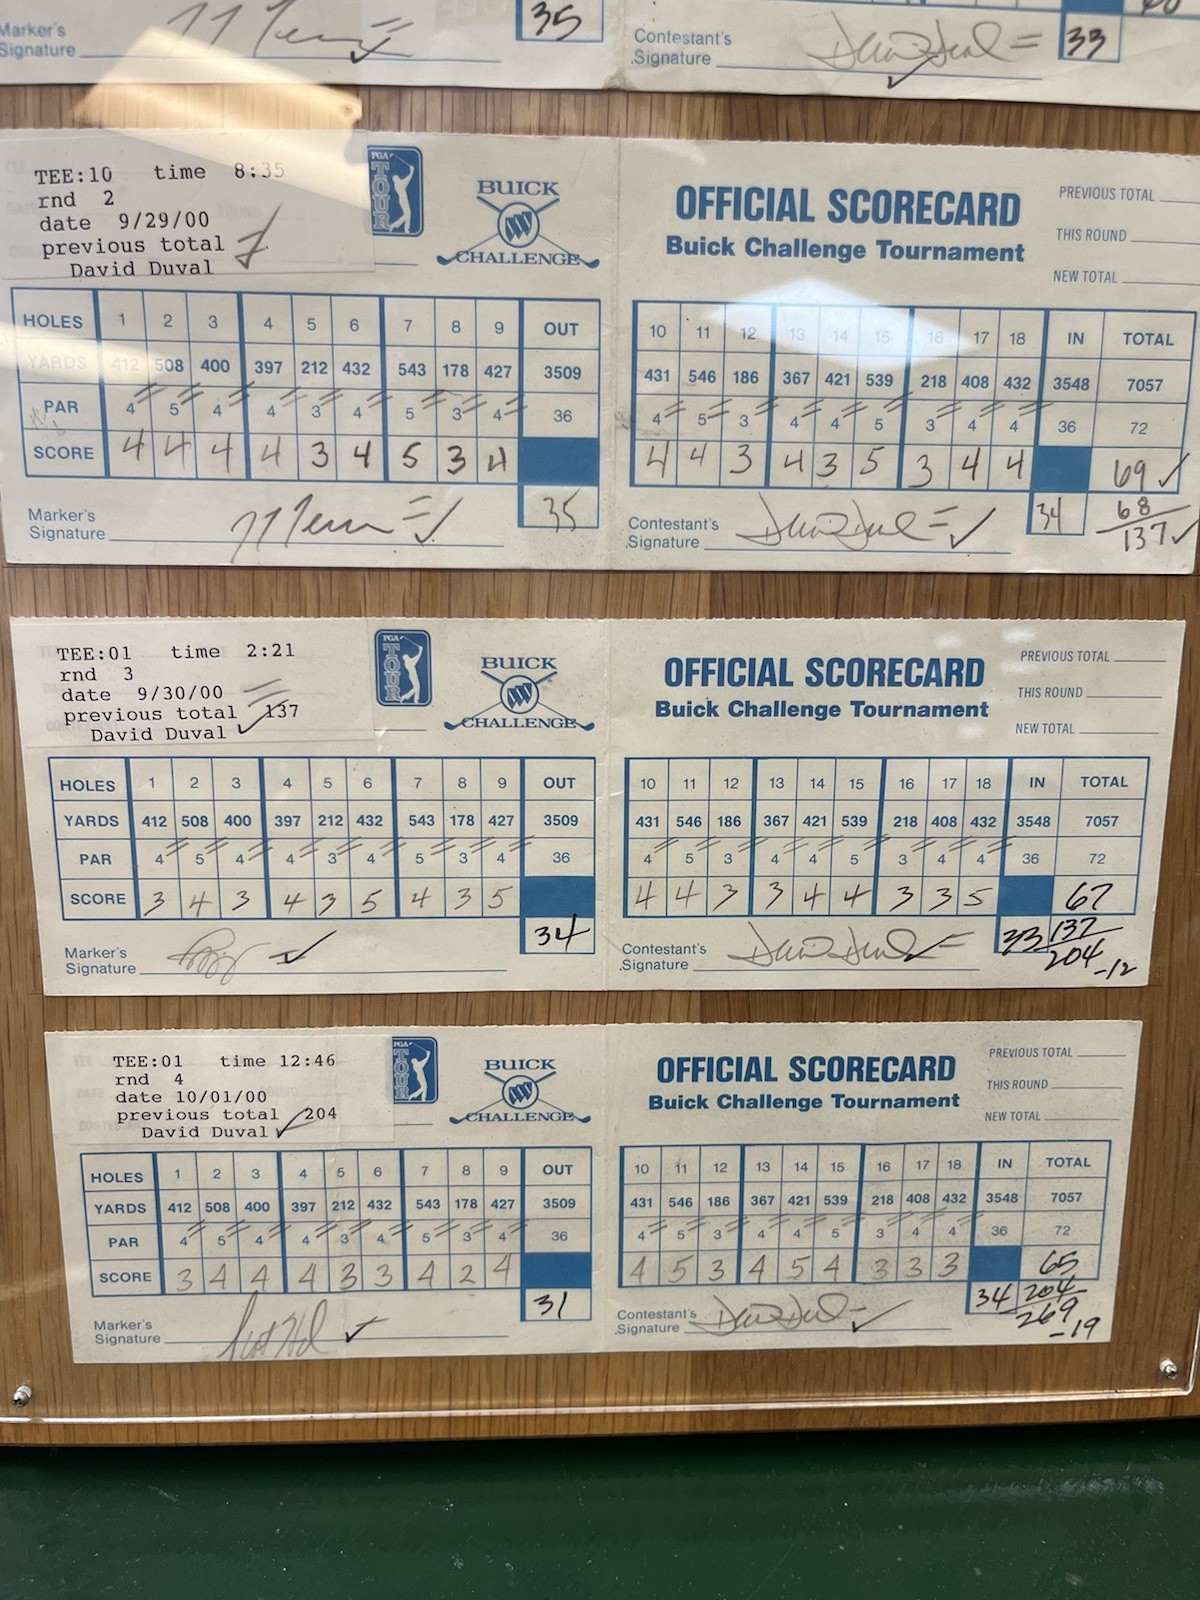 Marker's
Signature
35
Contestant's
Signature
33
TEE:10 time 8:35
rnd 2
date 9/29/00
previous total
David Duval
PGA TOUR
BUICK
CHALLENGE
OFFICIAL SCORECARD
Buick Challenge Tournament
PREVIOUS TOTAL
THIS ROUND
NEW TOTAL
HOLES 1 2 3 4 5 6 7 8 9 OUT
YARDS 412 508 400 397 212 432 543 178 427 3509
PAR 4 5 4 4 3 4 5 3 4 36
SCORE 4 4 4 4 3 4 5 3 4
35
Marker's
Signature
10 11 12 13 14 15 16 17 18 IN TOTAL
431 546 186 367 421 539 218 408 432 3548 7057
4 5 3 4 4 5 3 4 4 36 72
4 4 3 4 3 5 3 4 4 69
34 68
137
Contestant's
Signature
TEE:01 time 2:21
rnd 3
date 9/30/00
previous total 137
David Duval
PGA TOUR
BUICK
CHALLENGE
OFFICIAL SCORECARD
Buick Challenge Tournament
PREVIOUS TOTAL
THIS ROUND
NEW TOTAL
HOLES 1 2 3 4 5 6 7 8 9 OUT
YARDS 412 508 400 397 212 432 543 178 427 3509
PAR 4 5 4 4 3 4 5 3 4 36
SCORE 3 4 3 4 3 5 4 3 5
34
Marker's
Signature
10 11 12 13 14 15 16 17 18 IN TOTAL
431 546 186 367 421 539 218 408 432 3548 7057
4 5 3 4 4 5 3 4 4 36 72
4 4 3 3 4 4 3 3 5 67
33 137
204
-12
Contestant's
Signature
TEE:01 time 12:46
rnd 4
date 10/01/00
previous total 204
David Duval
PGA TOUR
BUICK
CHALLENGE
OFFICIAL SCORECARD
Buick Challenge Tournament
PREVIOUS TOTAL
THIS ROUND
NEW TOTAL
HOLES 1 2 3 4 5 6 7 8 9 OUT
YARDS 412 508 400 397 212 432 543 178 427 3509
PAR 4 5 4 4 3 4 5 3 4 36
SCORE 3 4 4 4 3 3 4 2 4
31
Marker's
Signature
10 11 12 13 14 15 16 17 18 IN TOTAL
431 546 186 367 421 539 218 408 432 3548 7057
4 5 3 4 4 5 3 4 4 36 72
4 5 3 4 5 4 3 3 3 65
34 204
269
-19
Contestant's
Signature